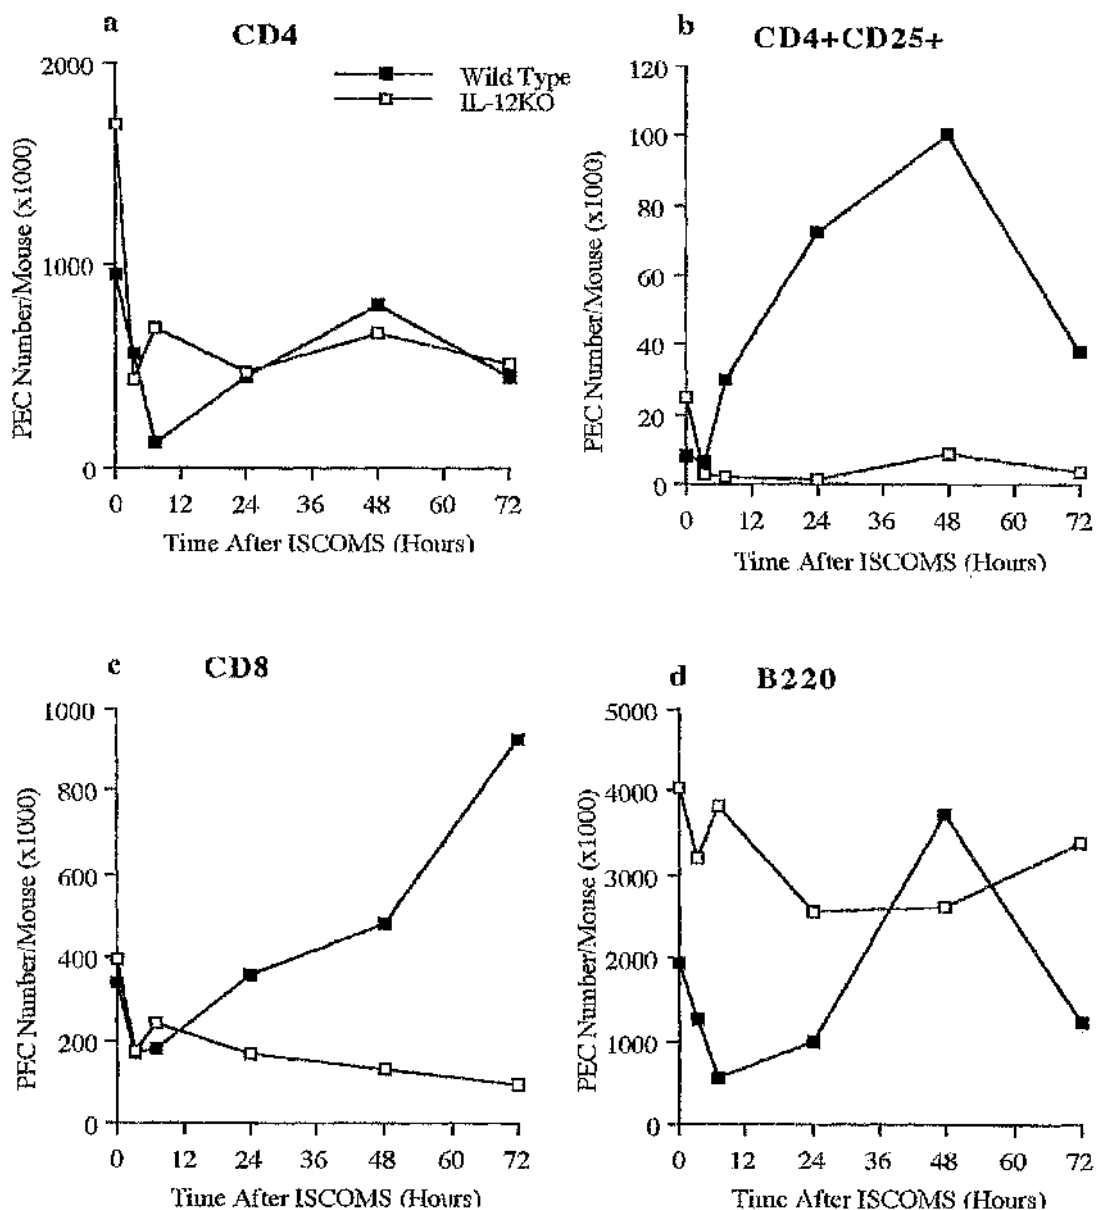 a
CD4
2000
1000
0
PEC Number/Mouse (x1000)
Wild Type
IL-12KO
0 12 24 36 48 60 72
Time After ISCOMS (Hours)
b
CD4+CD25+
120
100
80
60
40
20
0
PEC Number/Mouse (x1000)
0 12 24 36 48 60 72
Time After ISCOMS (Hours)
c
CD8
1000
800
600
400
200
0
PEC Number/Mouse (x1000)
0 12 24 36 48 60 72
Time After ISCOMS (Hours)
d
B220
5000
4000
3000
2000
1000
0
PEC Number/Mouse (x1000)
0 12 24 36 48 60 72
Time After ISCOMS (Hours)